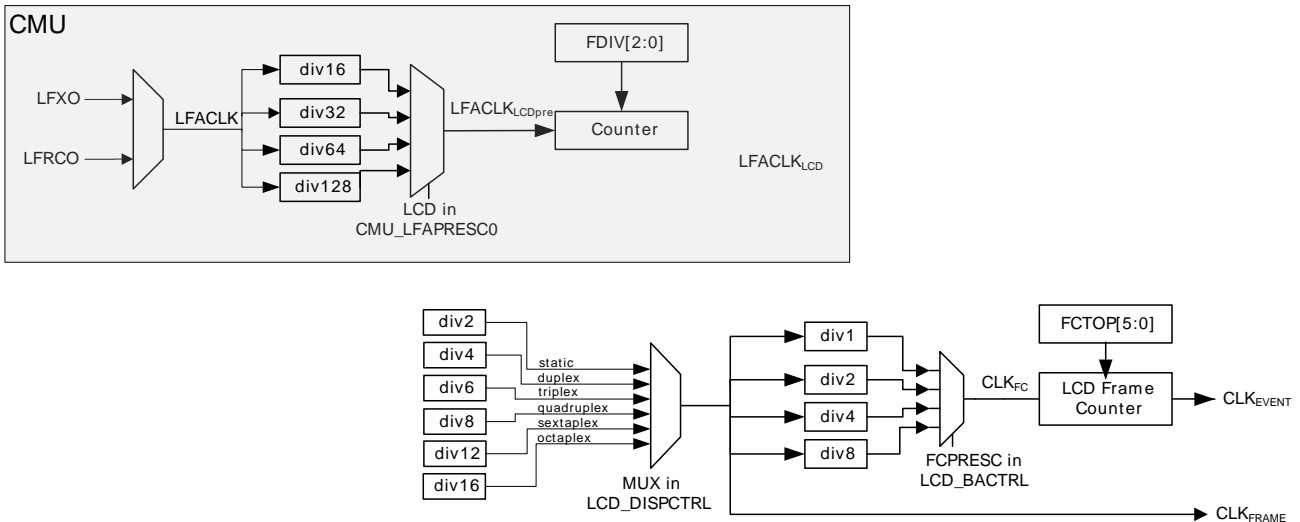 CMU
FDIV[2:0]
LFXO
LFRCO
LFACLK
div16
div32
div64
div128
LFACLKLCDpre
Counter
LFACLKLCD
LCD in
CMU_LFAPRESC0
div2
div4
div6
div8
div12
div16
static
duplex
triplex
quadruplex
sextaplex
octaplex
MUX in
LCD_DISPCTRL
div1
div2
div4
div8
FCPRESC in
LCD_BACTRL
CLKFC
FCTOP[5:0]
LCD Frame
Counter
CLKEVENT
CLKFRAME